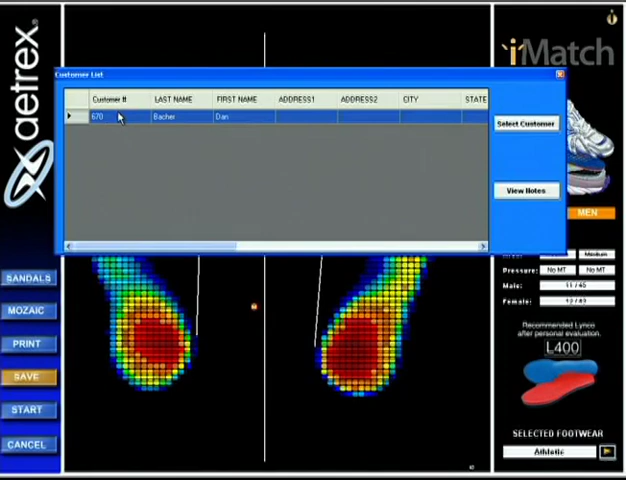 aetrex
iMatch
Customer List
Customer # LAST NAME FIRST NAME ADDRESS1 ADDRESS2 CITY STATE
670 Bacher Dan
Select Customer
View Notes
MEN
Medium
Pressure: No MT No MT
Male: 11 / 45
Female:
Recommended Lynco
after personal evaluation.
L400
SELECTED FOOTWEAR
Athletic
SANDALS
MOZAIC
PRINT
SAVE
START
CANCEL